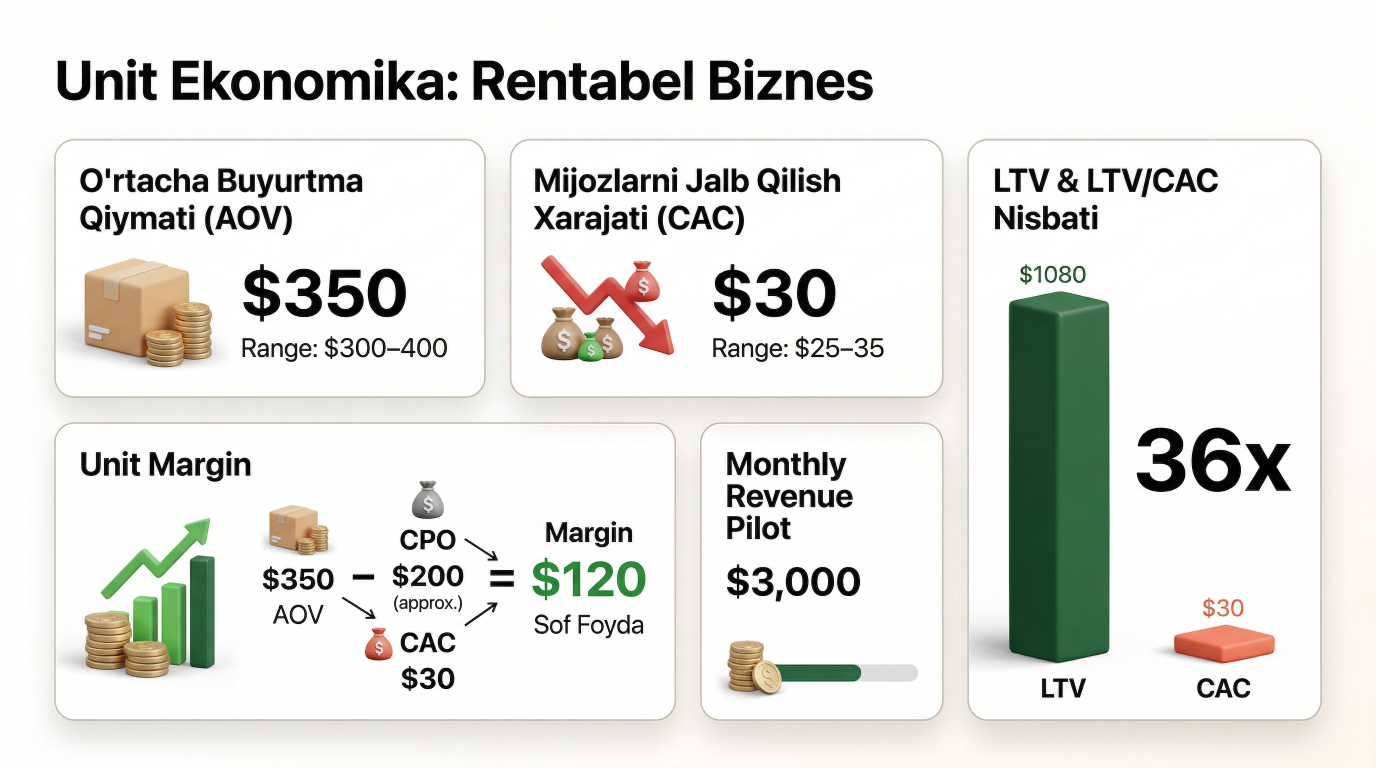 Unit Ekonomika: Rentabel Biznes
O'rtacha Buyurtma
Qiymati (AOV)
$350
Range: $300–400
Mijozlarni Jalb Qilish
Xarajati (CAC)
$
$
$
$
$30
Range: $25–35
LTV & LTV/CAC
Nisbati
$1080
36x
$30
LTV
CAC
Unit Margin
$350
AOV
–
$
CPO
$200
(approx.)
$
CAC
$30
=
Margin
$120
Sof Foyda
Monthly
Revenue
Pilot
$3,000